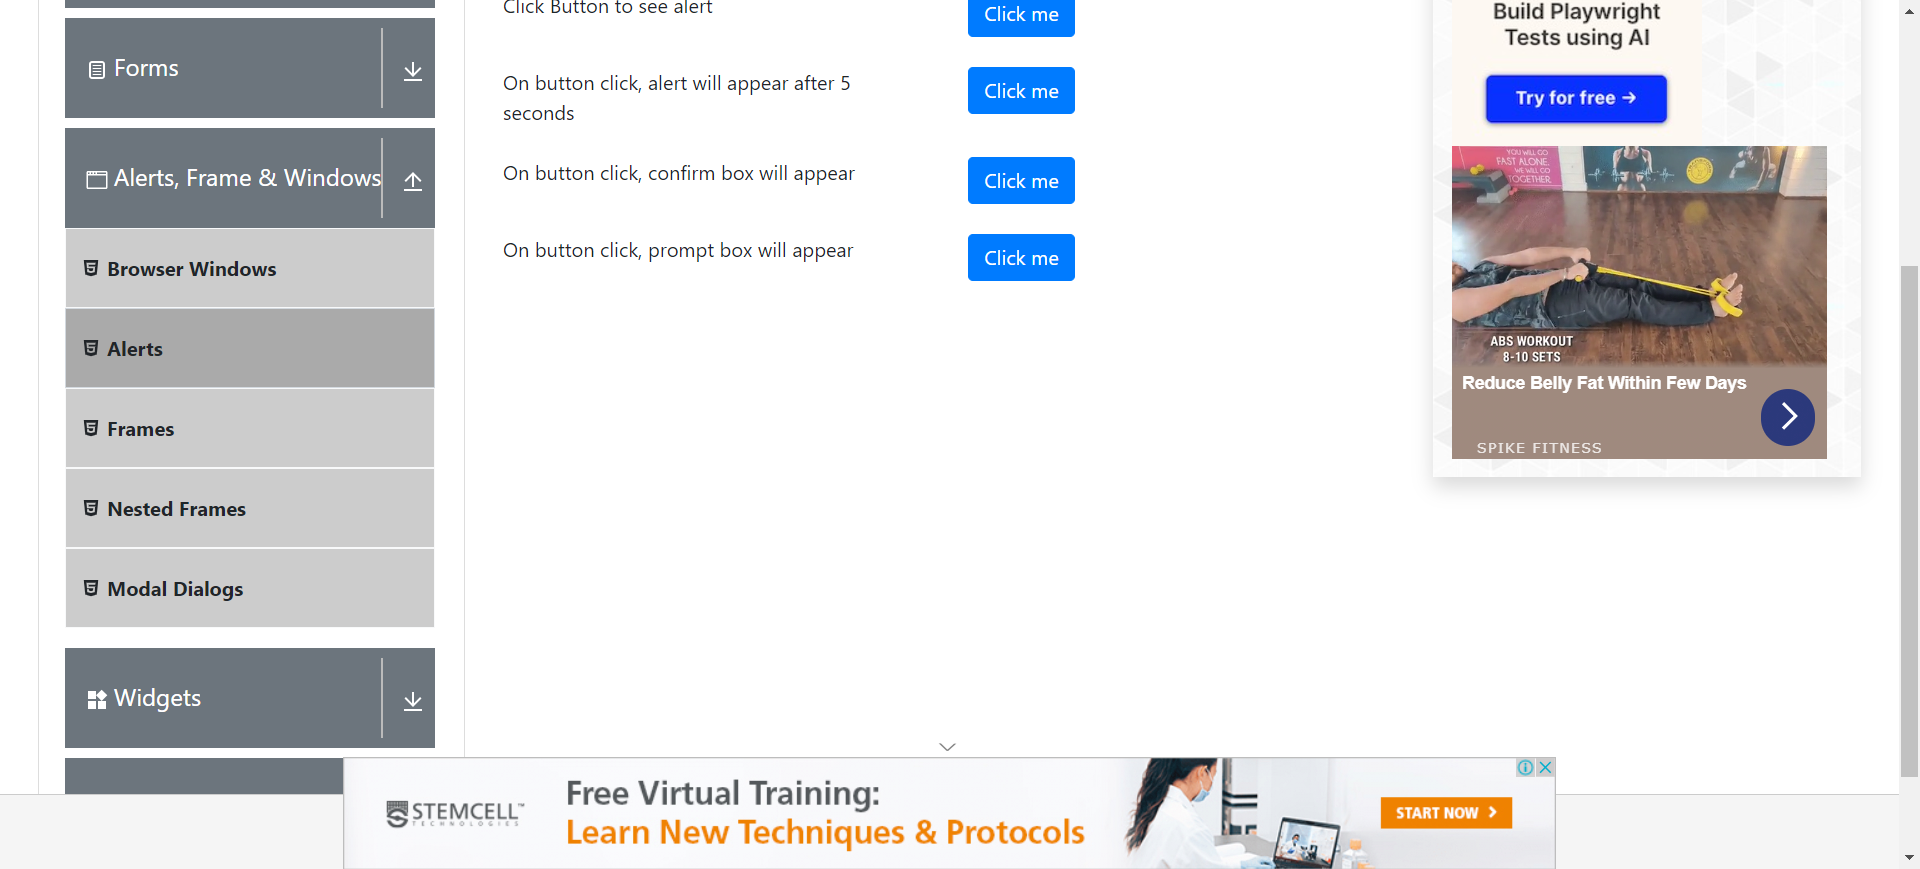 Click Button to see alert
Click me
On button click, alert will appear after 5
seconds
Click me
On button click, confirm box will appear
Click me
On button click, prompt box will appear
Click me
Forms
Alerts, Frame & Windows
Browser Windows
Alerts
Frames
Nested Frames
Modal Dialogs
Widgets
Build Playwright
Tests using AI
Try for free →
YOU WILL GO
FAST ALONE,
WE WILL GO
TOGETHER
ABS WORKOUT
8-10 SETS
Reduce Belly Fat Within Few Days
SPIKE FITNESS
STEMCELL™
TECHNOLOGIES
Free Virtual Training:
Learn New Techniques & Protocols
START NOW